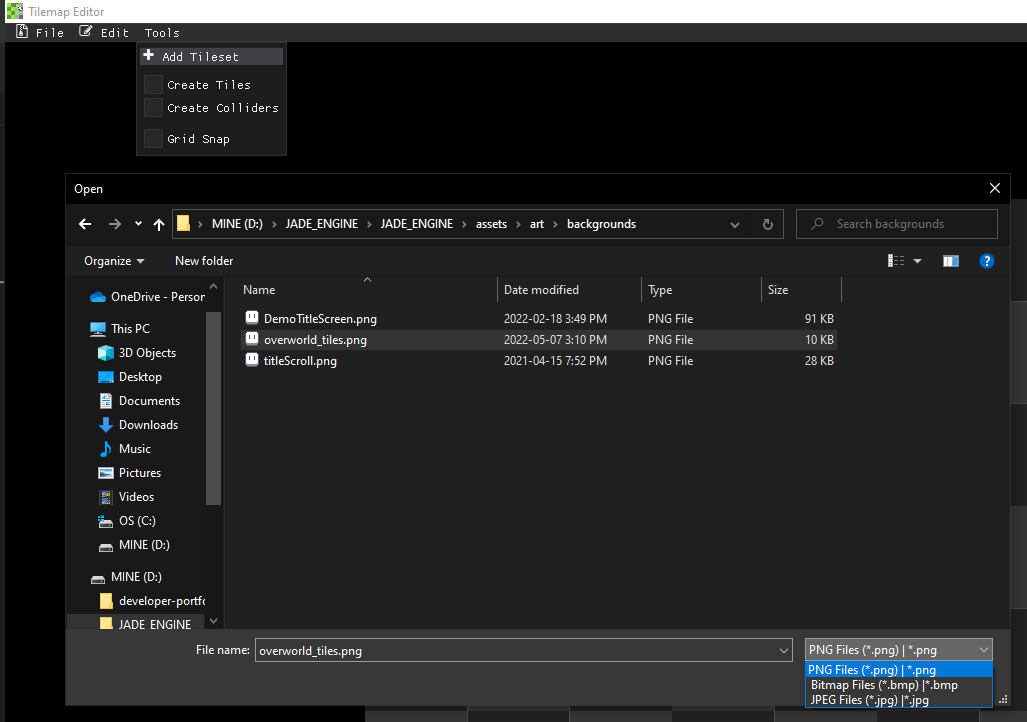 Tilemap Editor
File Edit Tools
Add Tileset
Create Tiles
Create Colliders
Grid Snap
Open
MINE (D:) › JADE_ENGINE › JADE_ENGINE › assets › art › backgrounds
Search backgrounds
Organize New folder
?
Name Date modified Type Size
DemoTitleScreen.png 2022-02-18 3:49 PM PNG File 91 KB
overworld_tiles.png 2022-05-07 3:10 PM PNG File 10 KB
titleScroll.png 2021-04-15 7:52 PM PNG File 28 KB
OneDrive - Person
This PC
3D Objects
Desktop
Documents
Downloads
Music
Pictures
Videos
OS (C:)
MINE (D:)
MINE (D:)
developer-portfo
JADE_ENGINE
File name: overworld_tiles.png
PNG Files (*.png) | *.png
PNG Files (*.png) | *.png
Bitmap Files (*.bmp) |*.bmp
JPEG Files (*.jpg) |*.jpg